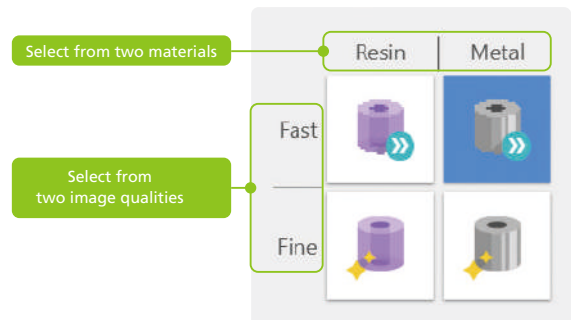 Select from two materials
Resin
Metal
Fast
Select from
two image qualities
Fine